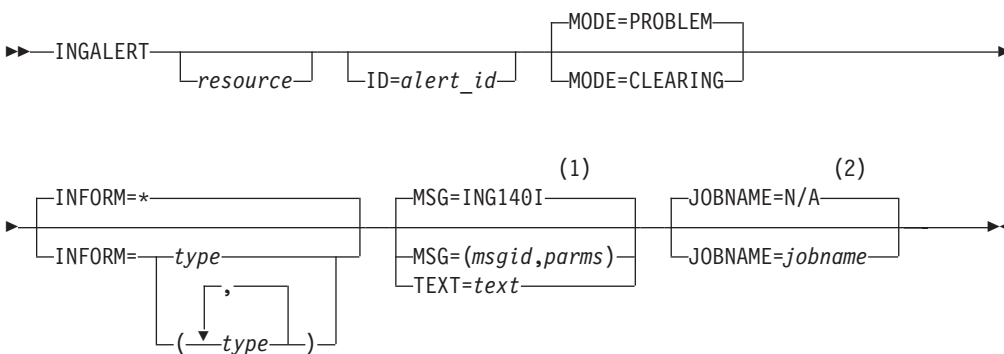 MODE=PROBLEM
INGALERT
resource
ID=alert_id
MODE=CLEARING
(1)
(2)
INFORM=*
MSG=ING140I
JOBNAME=N/A
INFORM=
type
MSG=(msgid,parms)
JOBNAME=jobname
TEXT=text
,
( type )